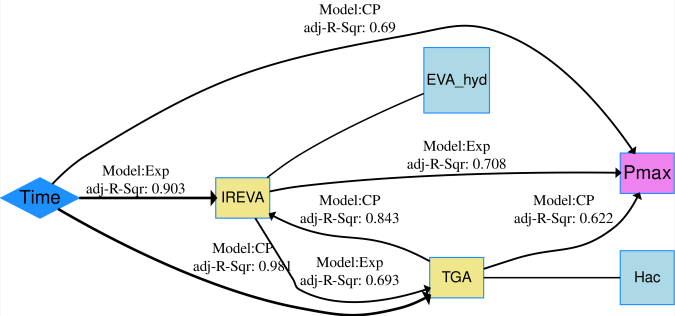 Model:CP
adj-R-Sqr: 0.69
EVA_hyd
Model:Exp
adj-R-Sqr: 0.708
Model:Exp
adj-R-Sqr: 0.903
Pmax
Time
IREVA
Model:CP
adj-R-Sqr: 0.843
Model:CP
adj-R-Sqr: 0.622
Model:CP
adj-R-Sqr: 0.981
Model:Exp
adj-R-Sqr: 0.693
TGA
Hac